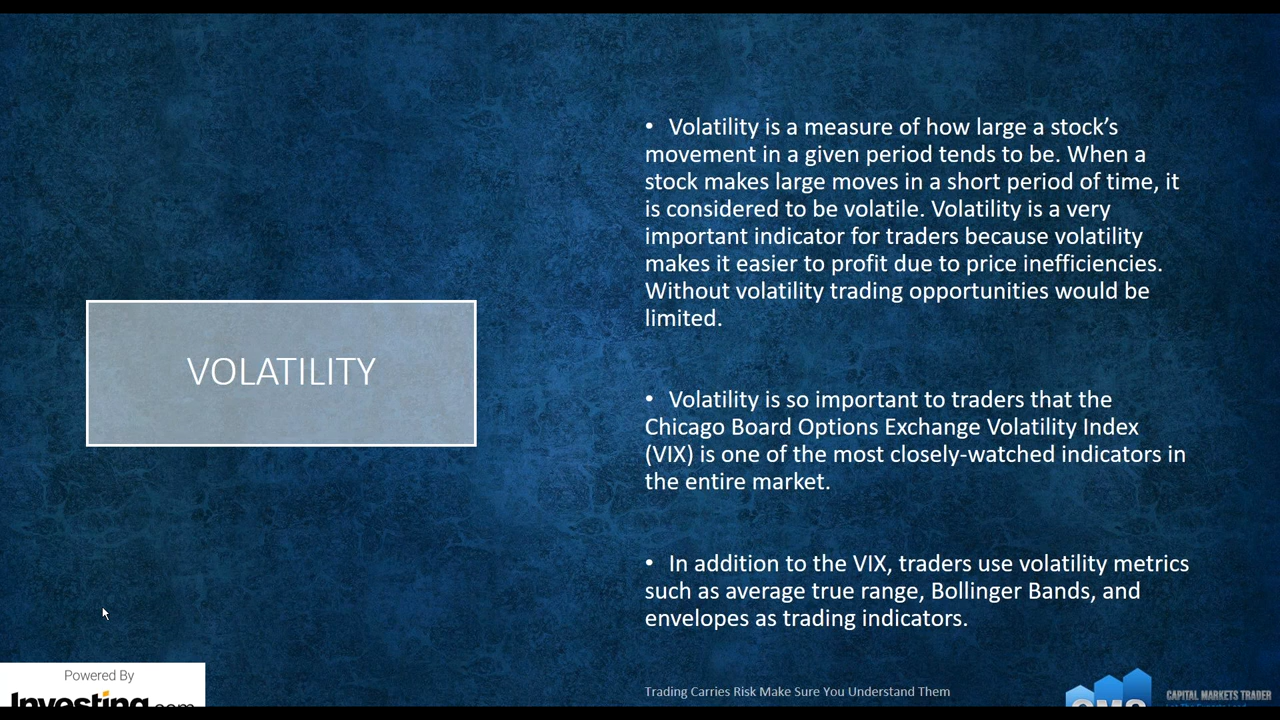 VOLATILITY
• Volatility is a measure of how large a stock’s
movement in a given period tends to be. When a
stock makes large moves in a short period of time, it
is considered to be volatile. Volatility is a very
important indicator for traders because volatility
makes it easier to profit due to price inefficiencies.
Without volatility trading opportunities would be
limited.
• Volatility is so important to traders that the
Chicago Board Options Exchange Volatility Index
(VIX) is one of the most closely-watched indicators in
the entire market.
• In addition to the VIX, traders use volatility metrics
such as average true range, Bollinger Bands, and
envelopes as trading indicators.
Powered By
Investing.com
Trading Carries Risk Make Sure You Understand Them
CAPITAL MARKETS TRADER